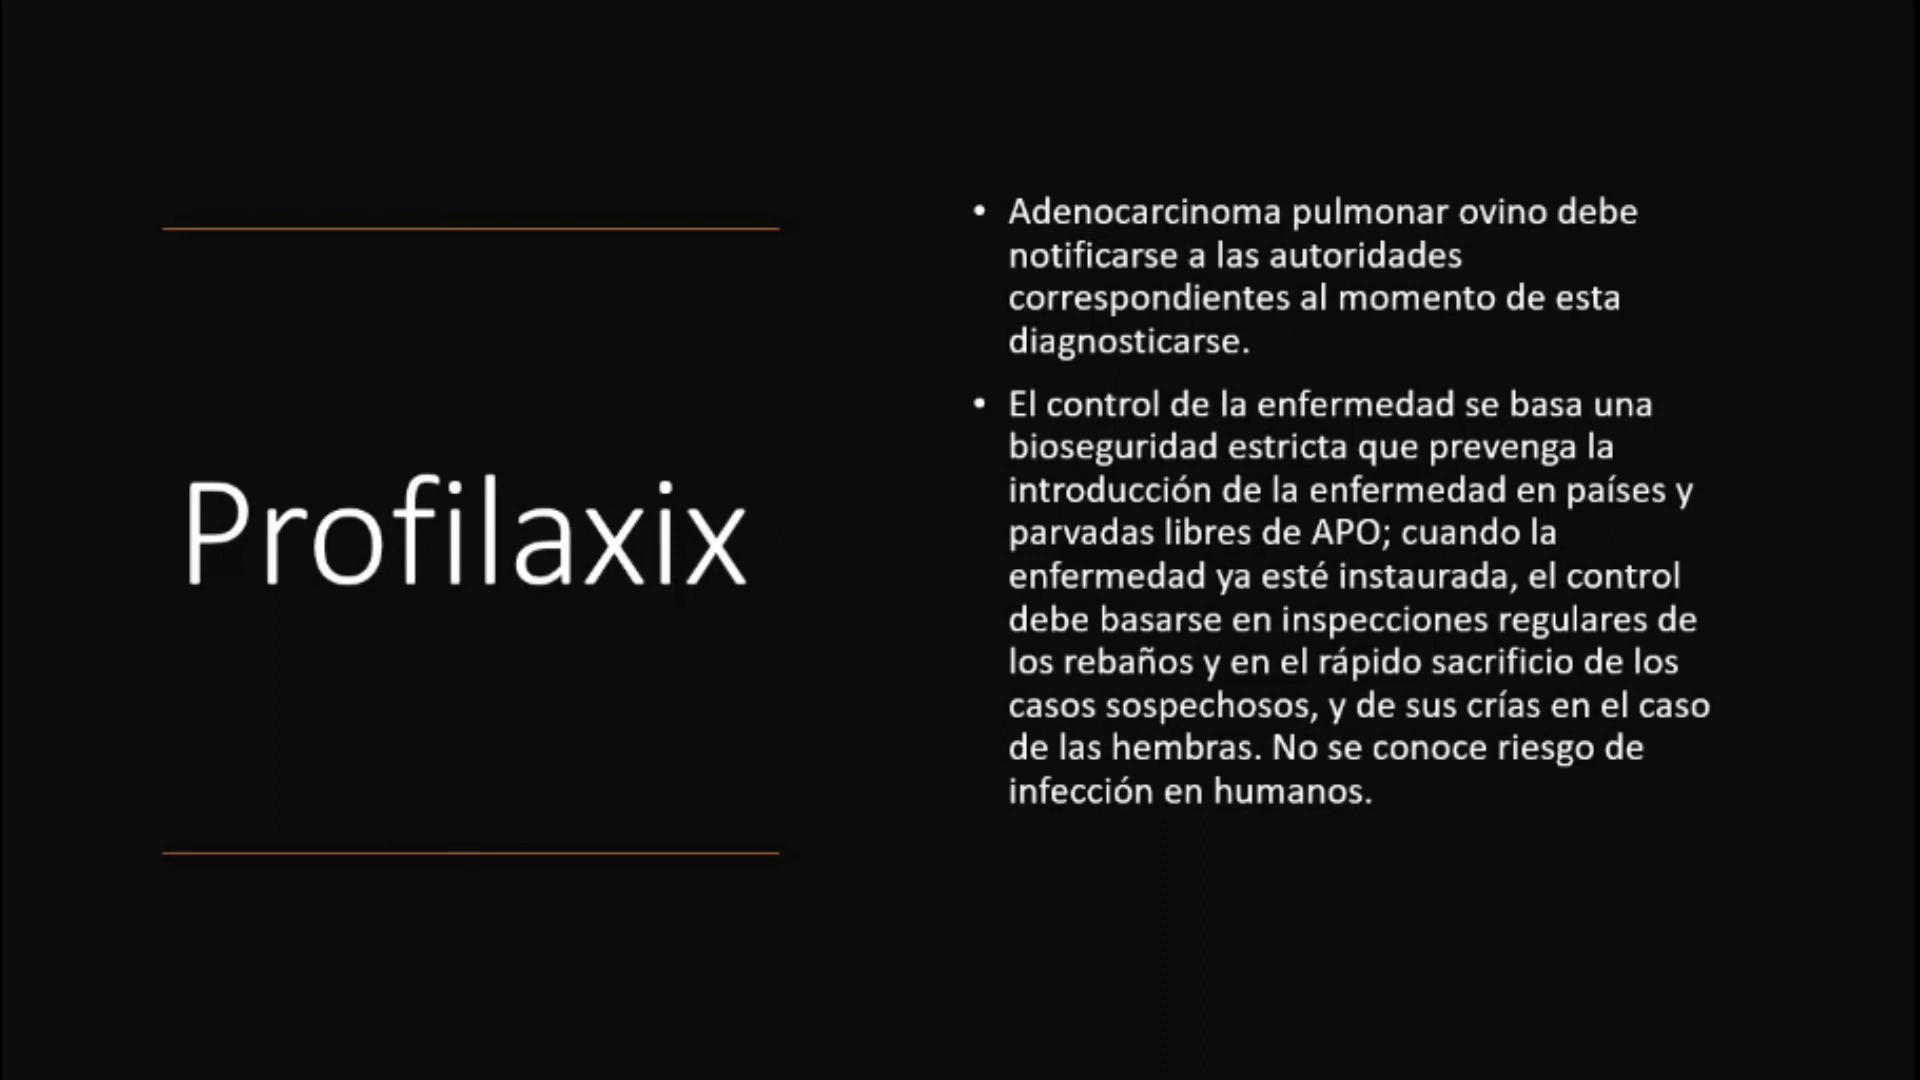 Profilaxix
• Adenocarcinoma pulmonar ovino debe
notificarse a las autoridades
correspondientes al momento de esta
diagnosticarse.
• El control de la enfermedad se basa una
bioseguridad estricta que prevenga la
introducción de la enfermedad en países y
parvadas libres de APO; cuando la
enfermedad ya esté instaurada, el control
debe basarse en inspecciones regulares de
los rebaños y en el rápido sacrificio de los
casos sospechosos, y de sus crías en el caso
de las hembras. No se conoce riesgo de
infección en humanos.